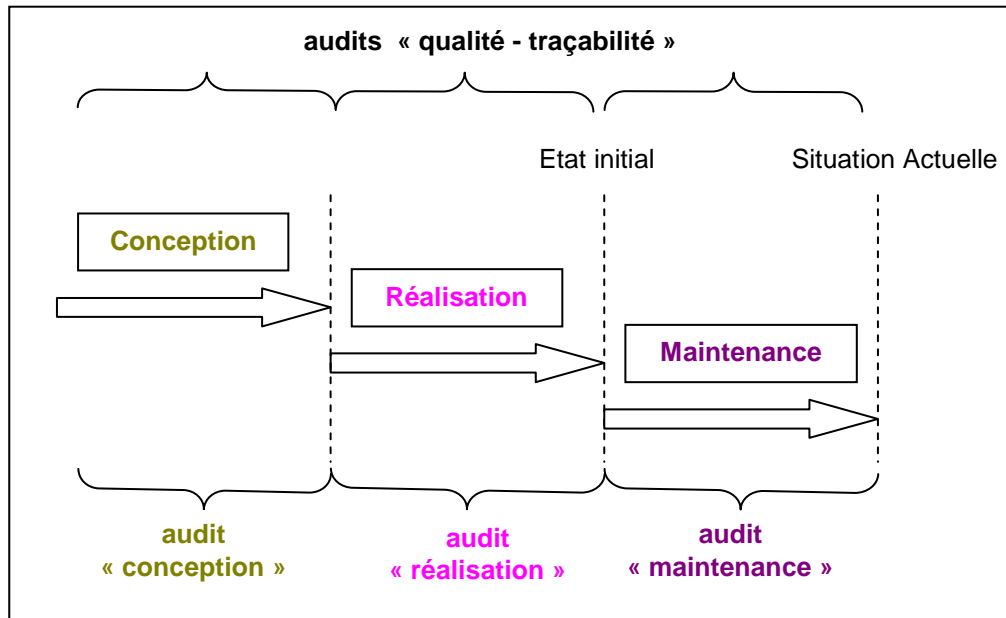 audits « qualité - traçabilité »
Etat initial
Situation Actuelle
Conception
Réalisation
Maintenance
audit
« conception »
audit
« réalisation »
audit
« maintenance »